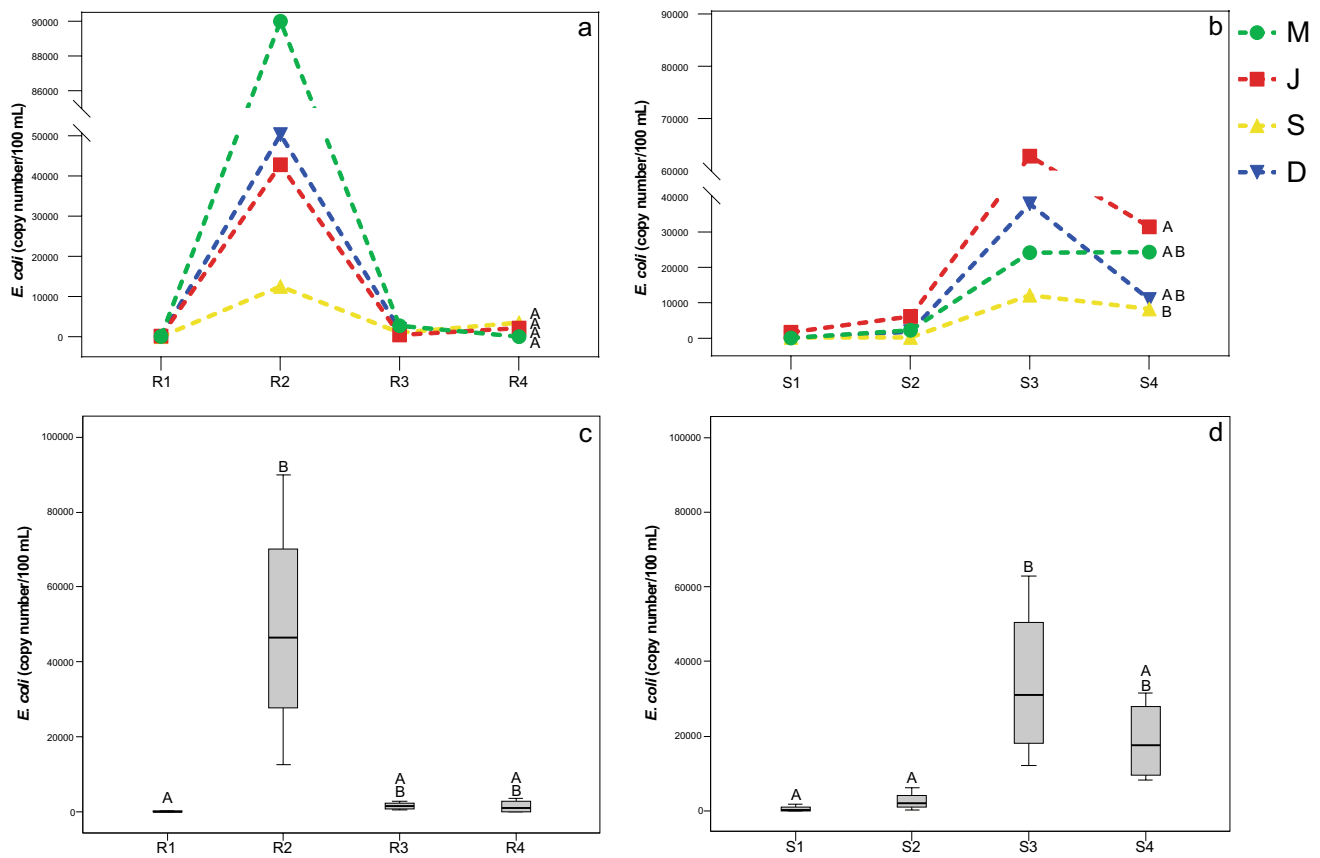 a
E. coli (copy number/100 mL)
90000
88000
86000
50000
40000
30000
20000
10000
0
A
A
A
A
R1 R2 R3 R4
b
E. coli (copy number/100 mL)
90000
80000
70000
60000
40000
30000
20000
10000
0
A
A B
A B
B
S1 S2 S3 S4
M
J
S
D
c
E. coli (copy number/100 mL)
100000
80000
60000
40000
20000
0
A
B
A
B
A
B
R1 R2 R3 R4
d
E. coli (copy number/100 mL)
100000
80000
60000
40000
20000
0
A
A
B
A
B
S1 S2 S3 S4